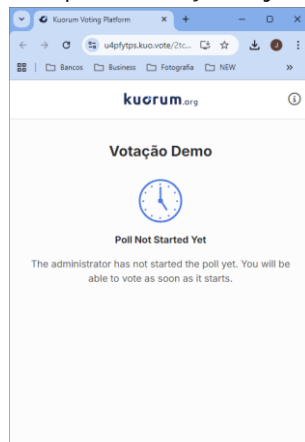 Kuorum Voting Platform
u4pfytps.kuo.vote/2tc...
Bancos Business Fotografia NEW
kuorum.org
Votação Demo
Poll Not Started Yet
The administrator has not started the poll yet. You will be
able to vote as soon as it starts.